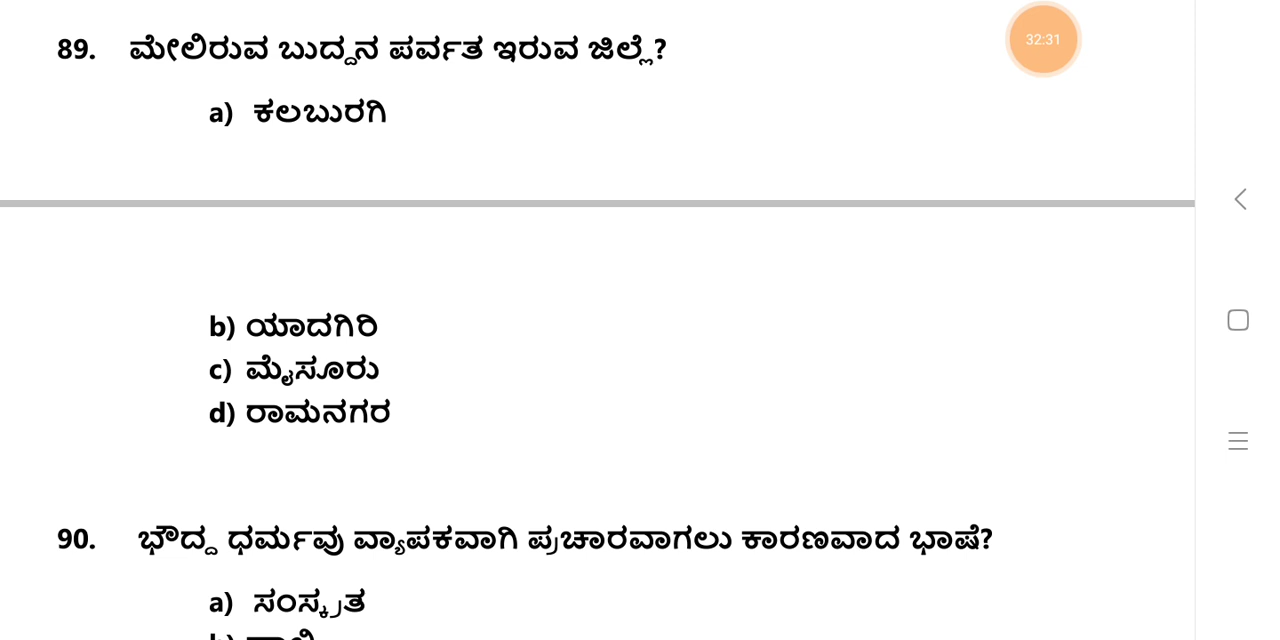 89. ಮೇಲಿರುವ ಬುದ್ದನ ಪರ್ವತ ಇರುವ ಜಿಲ್ಲೆ?
32:31
a) ಕಲಬುರಗಿ
b) ಯಾದಗಿರಿ
c) ಮೈಸೂರು
d) ರಾಮನಗರ
90. ಭೌದ್ದ ಧರ್ಮವು ವ್ಯಾಪಕವಾಗಿ ಪ್ರಚಾರವಾಗಲು ಕಾರಣವಾದ ಭಾಷೆ?
a) ಸಂಸ್ಕೃತ